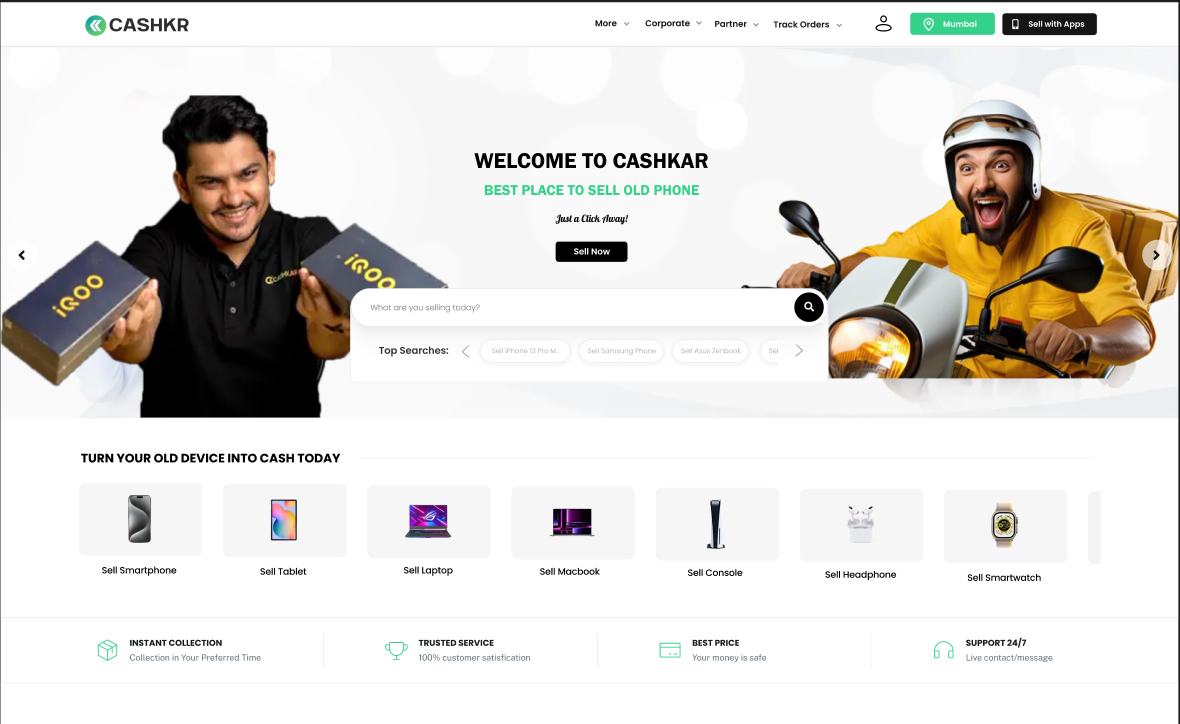 CASHKR
More
Corporate
Partner
Track Orders
Mumbai
Sell with Apps
WELCOME TO CASHKAR
BEST PLACE TO SELL OLD PHONE
Just a Click Away!
Sell Now
iQOO
iQOO
CASHKAR
What are you selling today?
Top Searches:
Sell iPhone 13 Pro M..
Sell Samsung Phone
Sell Asus Zenbook
Sel
TURN YOUR OLD DEVICE INTO CASH TODAY
Sell Smartphone
Sell Tablet
Sell Laptop
Sell Macbook
Sell Console
Sell Headphone
Sell Smartwatch
INSTANT COLLECTION
Collection in Your Preferred Time
TRUSTED SERVICE
100% customer satisfication
BEST PRICE
Your money is safe
SUPPORT 24/7
Live contact/message